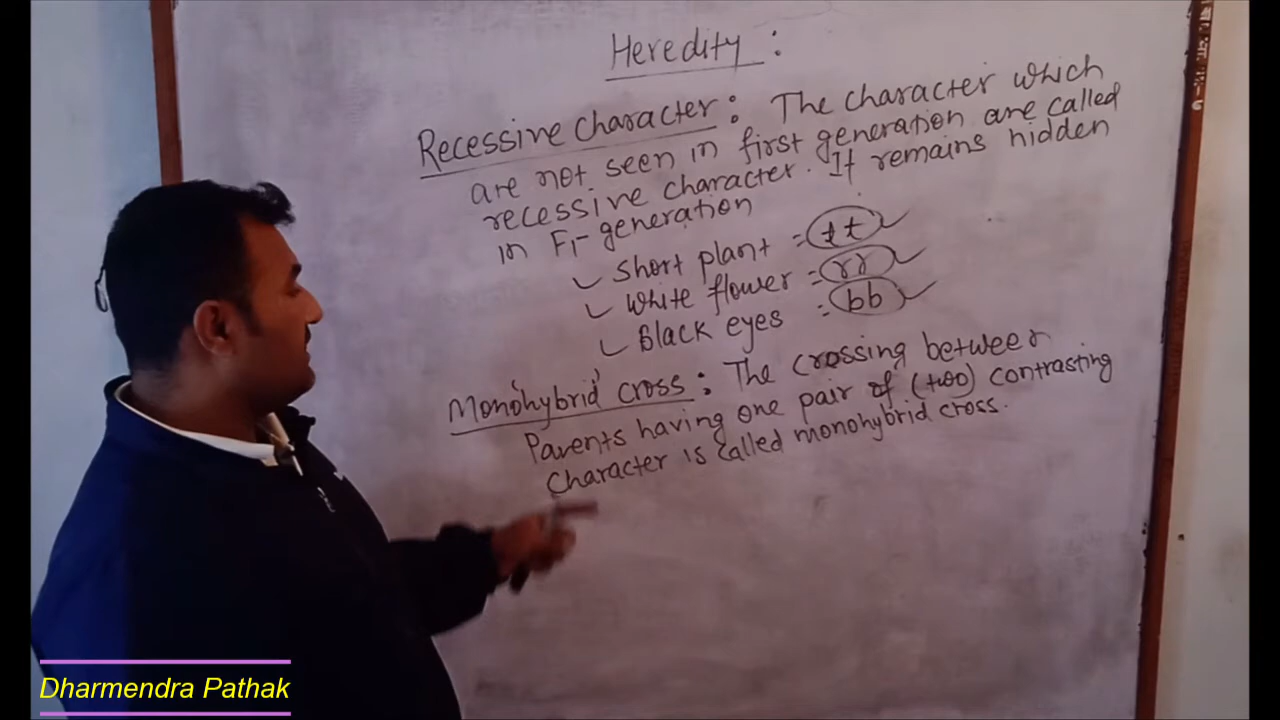 Heredity :
Recessive Character : The character which
are not seen in first generation are called
recessive character. It remains hidden
in F1- generation
Short plant = tt
White flower = rr
Black eyes = bb
Monohybrid cross : The crossing between
Parents having one pair of (two) contrasting
Character is called monohybrid cross.
Dharmendra Pathak